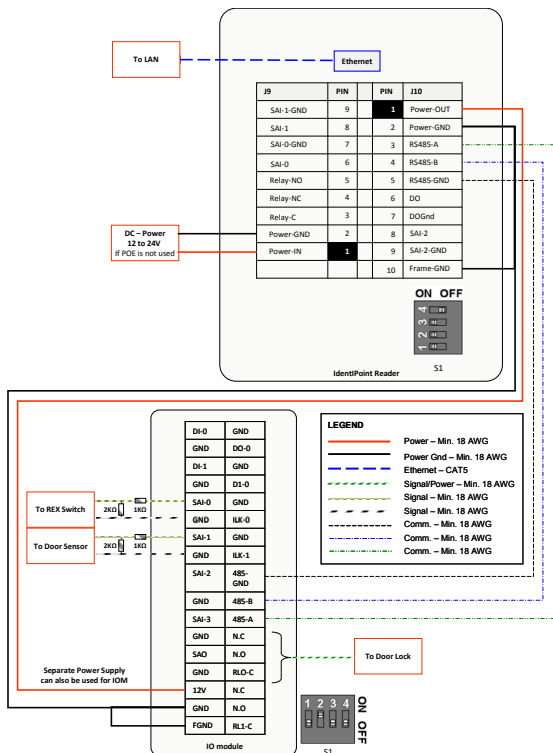 To LAN
Ethernet
J9 PIN PIN J10
SAI-1-GND 9 1 Power-OUT
SAI-1 8 2 Power-GND
SAI-0-GND 7 3 RS485-A
SAI-0 6 4 RS485-B
Relay-NO 5 5 RS485-GND
Relay-NC 4 6 DO
Relay-C 3 7 DOGnd
Power-GND 2 8 SAI-2
Power-IN 1 9 SAI-2-GND
10 Frame-GND
DC – Power
12 to 24V
If POE is not used
ON OFF
4
3
2
1
S1
IdentIPoint Reader
DI-0 GND
GND DO-0
DI-1 GND
GND D1-0
SAI-0 GND
GND ILK-0
SAI-1 GND
GND ILK-1
SAI-2 485-
GND
GND 485-B
SAI-3 485-A
GND N.C
SAO N.O
GND RLO-C
12V N.C
GND N.O
FGND RL1-C
IO module
To REX Switch
2KΩ 1KΩ
To Door Sensor
2KΩ 1KΩ
Separate Power Supply
can also be used for IOM
To Door Lock
LEGEND
Power – Min. 18 AWG
Power Gnd – Min. 18 AWG
Ethernet – CAT5
Signal/Power – Min. 18 AWG
Signal – Min. 18 AWG
Signal – Min. 18 AWG
Comm. – Min. 18 AWG
Comm. – Min. 18 AWG
Comm. – Min. 18 AWG
1 2 3 4
ON OFF
S1